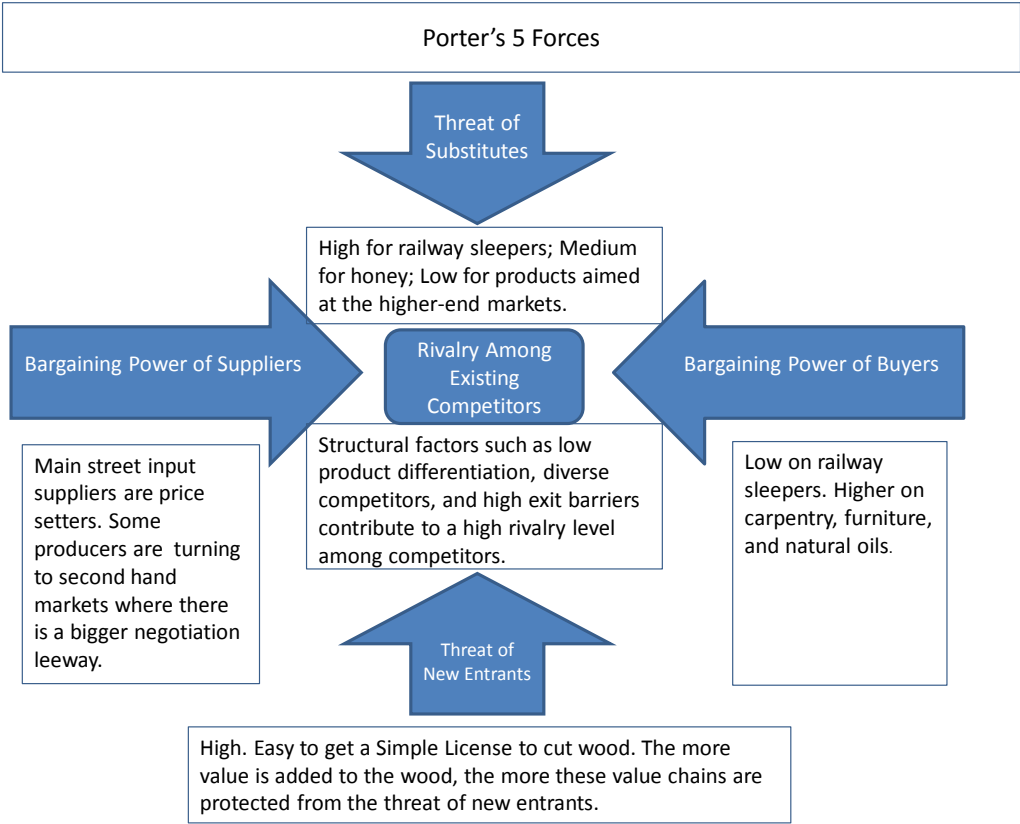 Porter’s 5 Forces
Threat of
Substitutes
High for railway sleepers; Medium
for honey; Low for products aimed
at the higher-end markets.
Bargaining Power of Suppliers
Rivalry Among
Existing
Competitors
Bargaining Power of Buyers
Main street input
suppliers are price
setters. Some
producers are turning
to second hand
markets where there
is a bigger negotiation
leeway.
Structural factors such as low
product differentiation, diverse
competitors, and high exit barriers
contribute to a high rivalry level
among competitors.
Low on railway
sleepers. Higher on
carpentry, furniture,
and natural oils.
Threat of
New Entrants
High. Easy to get a Simple License to cut wood. The more
value is added to the wood, the more these value chains are
protected from the threat of new entrants.